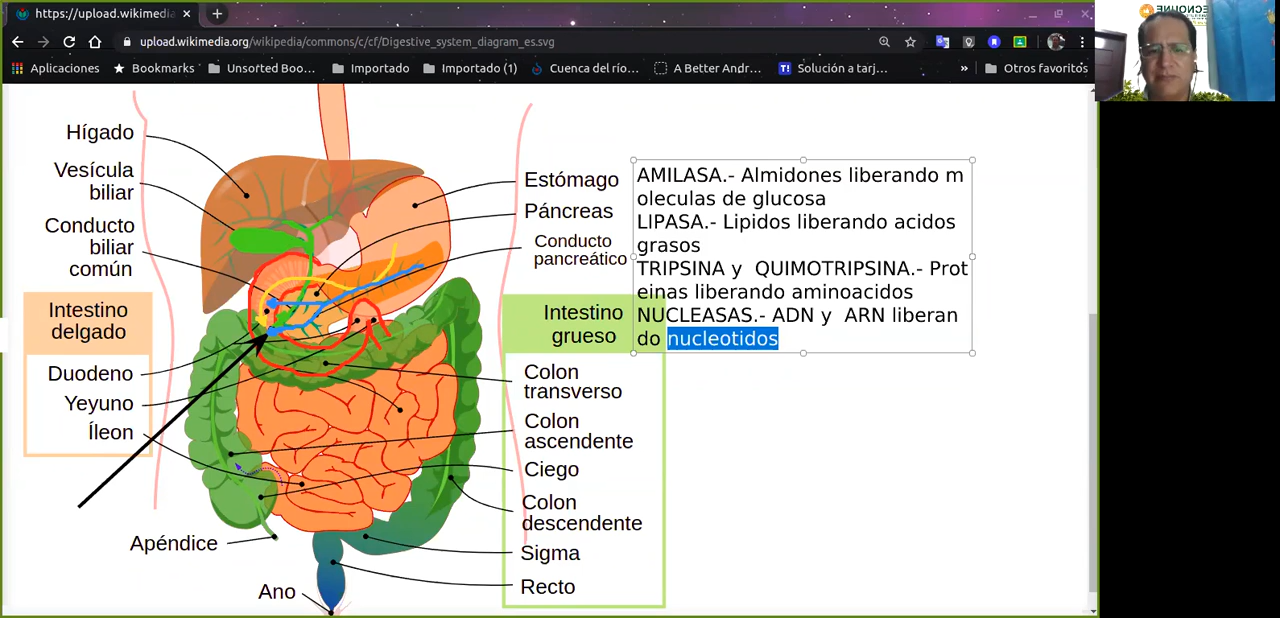 https://upload.wikimedia
upload.wikimedia.org/wikipedia/commons/c/cf/Digestive_system_diagram_es.svg
Aplicaciones Bookmarks Unsorted Boo... Importado Importado (1) Cuenca del río... A Better Andr... Solución a tarj... » Otros favoritos
Hígado
Vesícula
biliar
Conducto
biliar
común
Intestino
delgado
Duodeno
Yeyuno
Íleon
Apéndice
Ano
Estómago
Páncreas
Conducto
pancreático
Intestino
grueso
Colon
transverso
Colon
ascendente
Ciego
Colon
descendente
Sigma
Recto
AMILASA.- Almidones liberando m
oleculas de glucosa
LIPASA.- Lipidos liberando acidos
grasos
TRIPSINA y  QUIMOTRIPSINA.- Prot
einas liberando aminoacidos
NUCLEASAS.- ADN y  ARN liberan
do nucleotidos